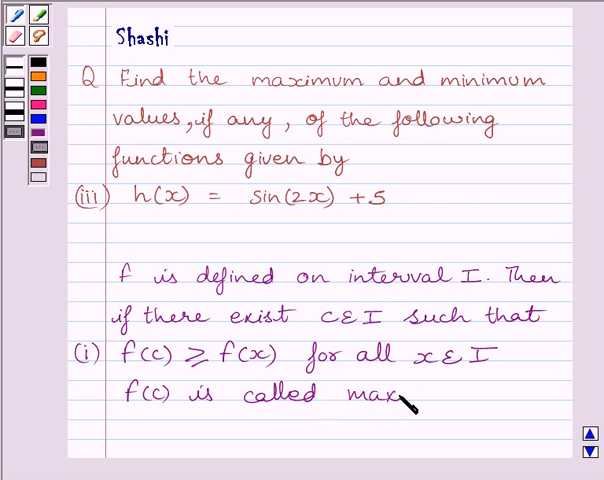 Shashi
Q Find the maximum and minimum
values, if any, of the following
functions given by
(iii) h(x) = sin(2x) + 5
f is defined on interval I. Then
if there exist c ε I such that
(i) f(c) ≥ f(x) for all x ε I
f(c) is called max